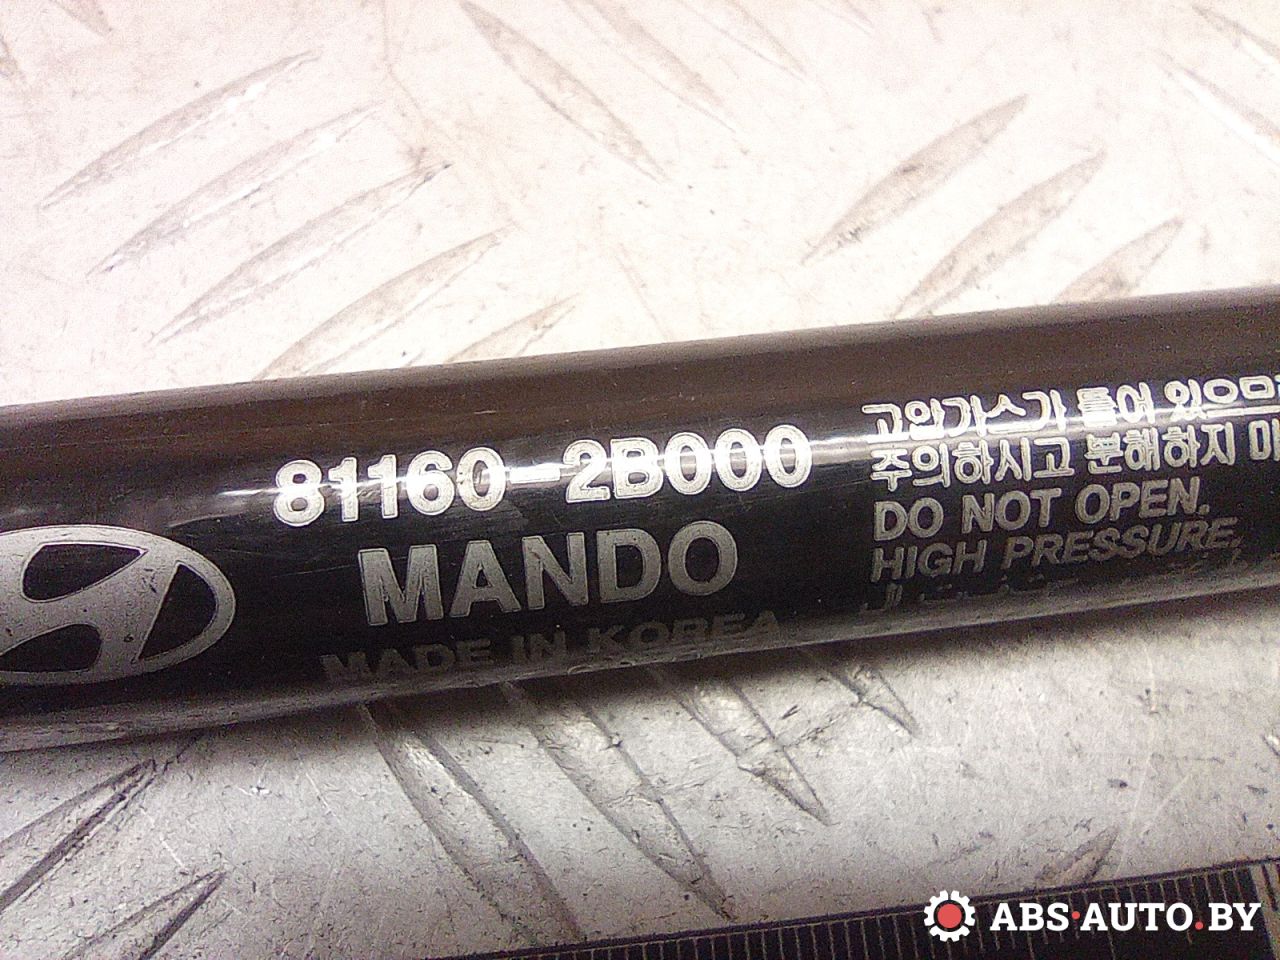 81160-2B000
MANDO
MADE IN KOREA
고압가스가 들어 있으므
주의하시고 분해하지
DO NOT OPEN.
HIGH PRESSURE,
ABS·AUTO.BY